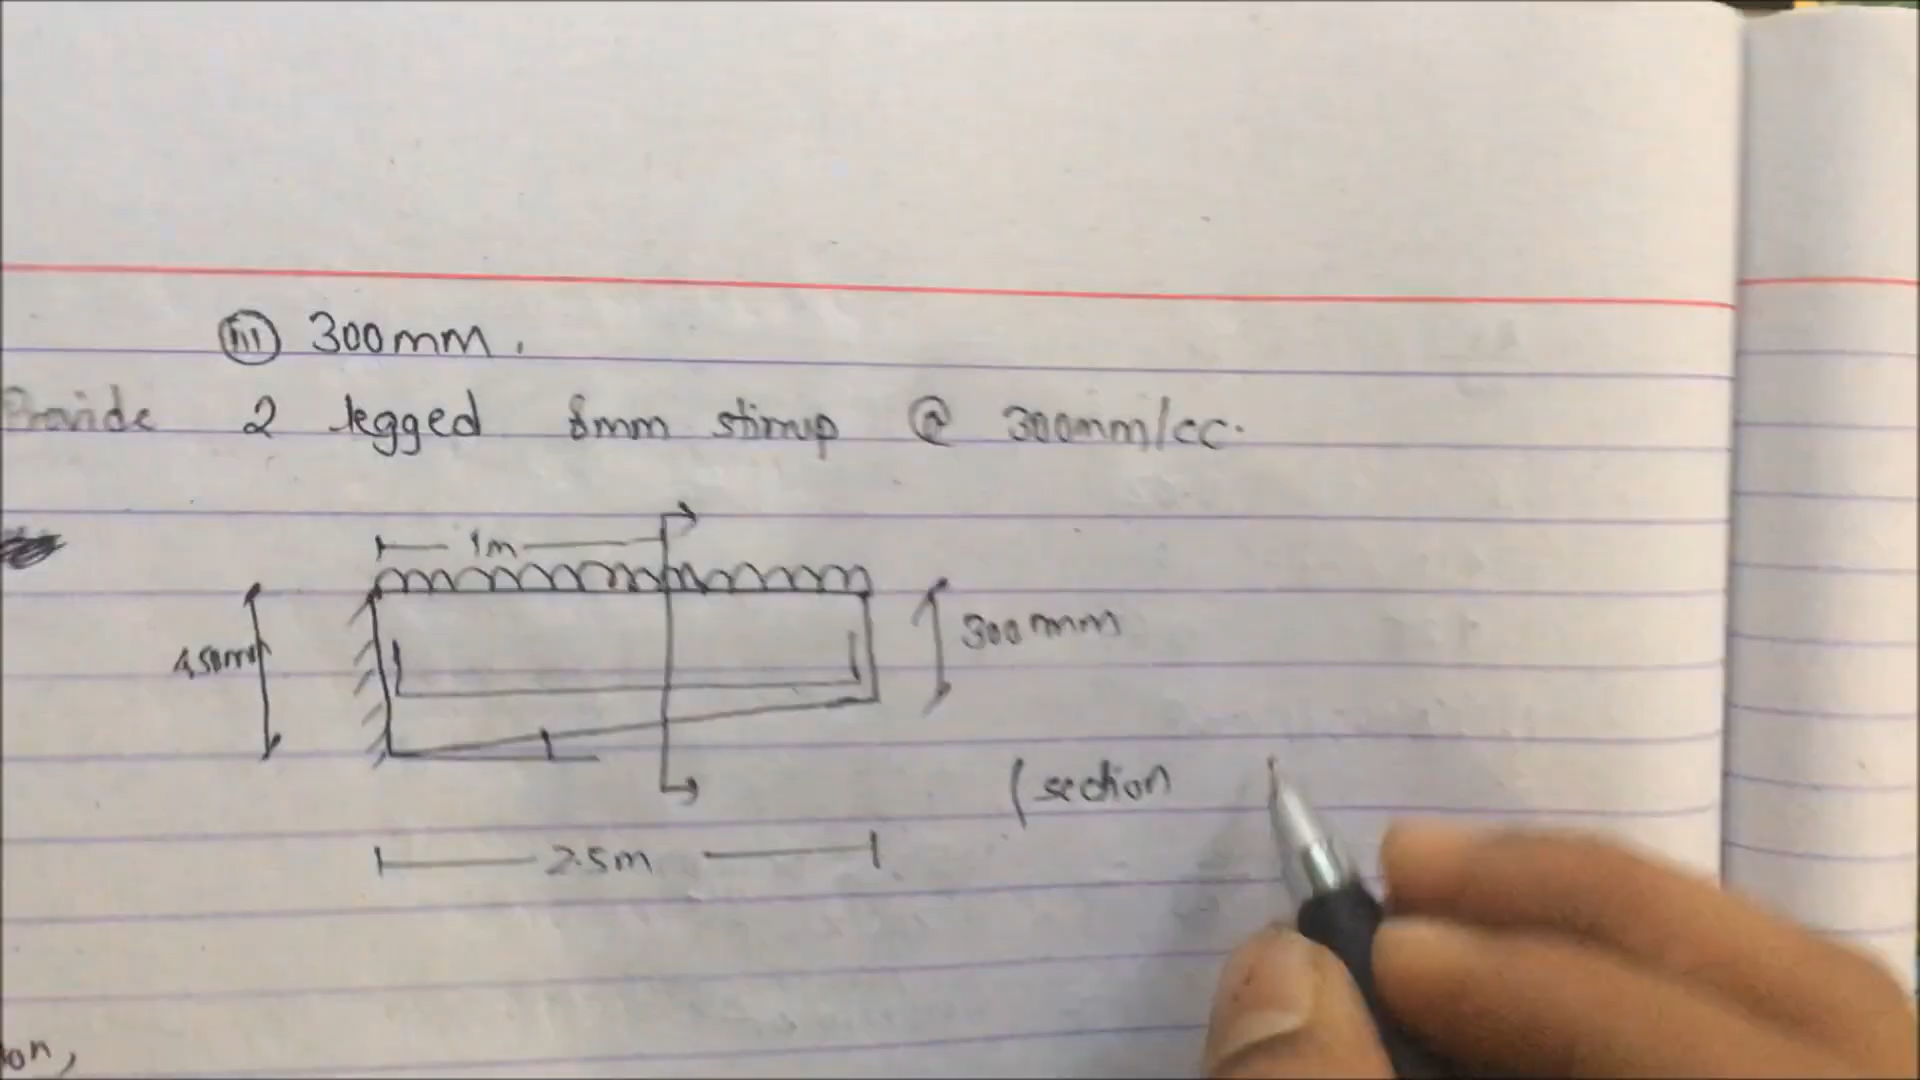 (iii) 300mm.
Provide 2 legged 8mm stirrup @ 300mm/cc.
1m
450mm
300mm
(section
2.5m
on,